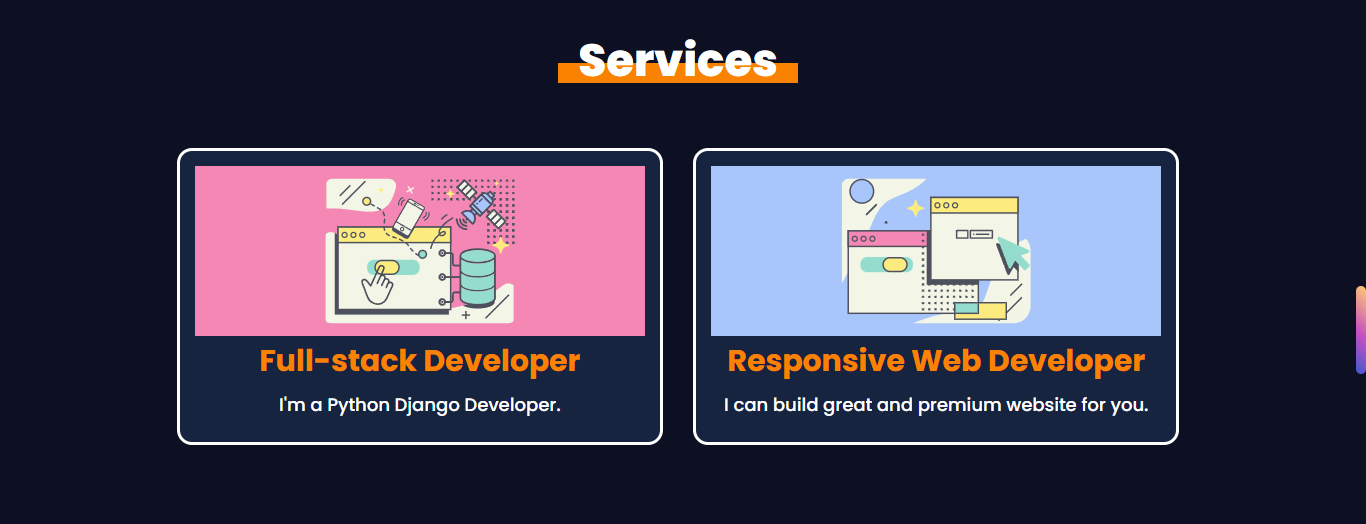 Services
Full-stack Developer
I'm a Python Django Developer.
Responsive Web Developer
I can build great and premium website for you.